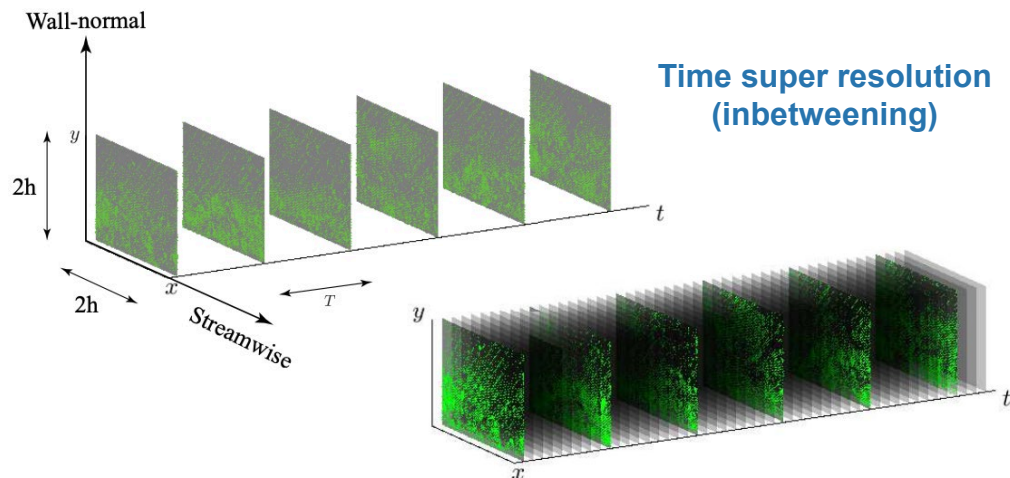 Wall-normal
Time super resolution
(inbetweening)
y
2h
t
2h
x
T
Streamwise
y
t
x